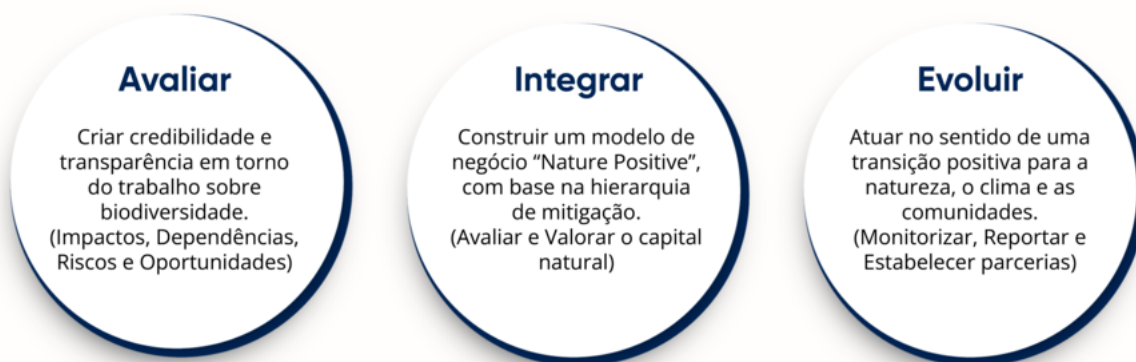 Avaliar
Criar credibilidade e
transparência em torno
do trabalho sobre
biodiversidade.
(Impactos, Dependências,
Riscos e Oportunidades)
Integrar
Construir um modelo de
negócio “Nature Positive”,
com base na hierarquia
de mitigação.
(Avaliar e Valorar o capital
natural)
Evoluir
Atuar no sentido de uma
transição positiva para a
natureza, o clima e as
comunidades.
(Monitorizar, Reportar e
Estabelecer parcerias)